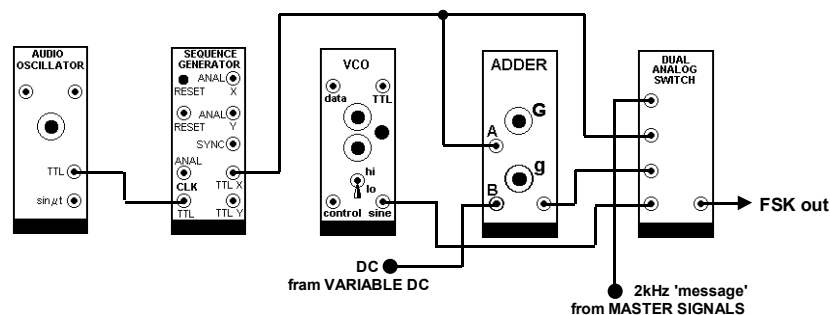 AUDIO
OSCILLATOR
TTL
sinµt
SEQUENCE
GENERATOR
ANAL
RESET X
ANAL
RESET Y
SYNC
ANAL
CLK TTL X
TTL TTL Y
VCO
data TTL
hi
lo
control sine
ADDER
G
A
g
B
DUAL
ANALOG
SWITCH
FSK out
DC
fram VARIABLE DC
2kHz 'message'
from MASTER SIGNALS